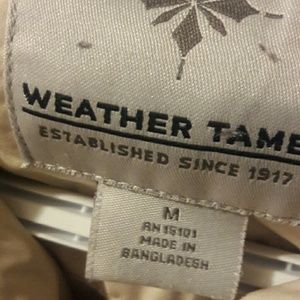 WEATHER TAME
ESTABLISHED SINCE 1917
M
RN 15101
MADE IN
BANGLADESH